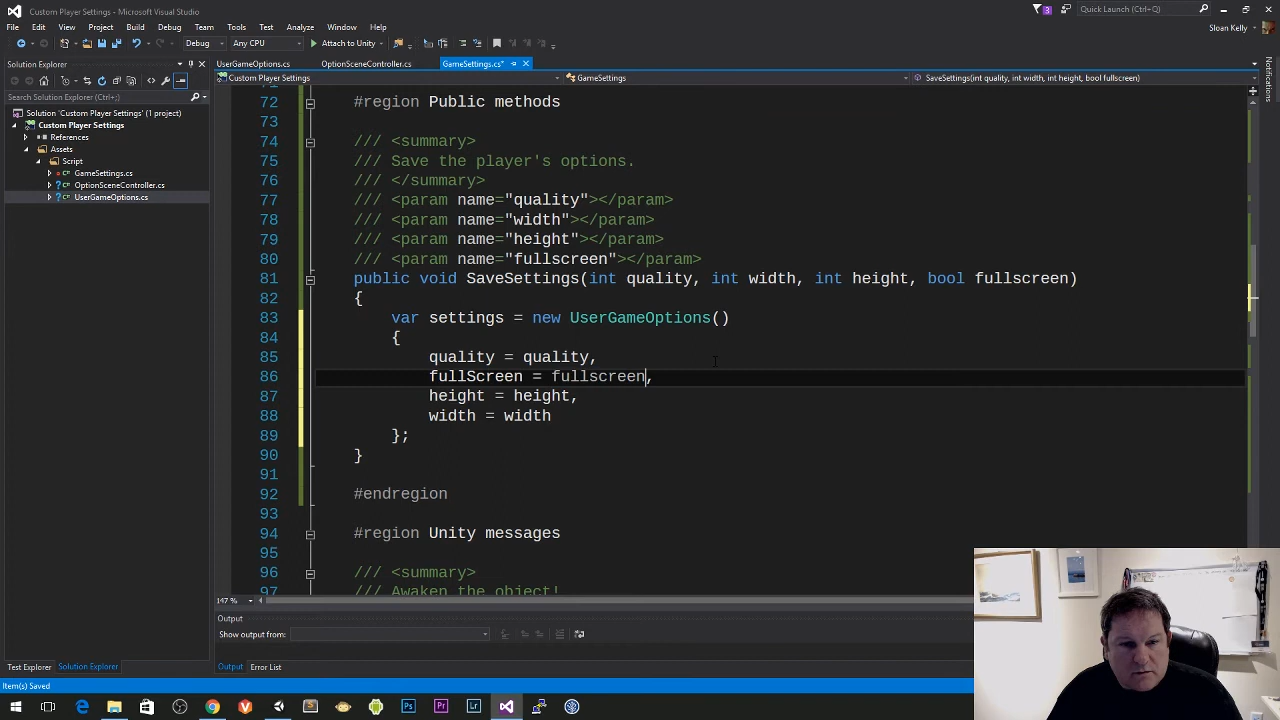 Custom Player Settings - Microsoft Visual Studio
3
Quick Launch (Ctrl+Q)
File Edit View Project Build Debug Team Tools Test Analyze Window Help
Sloan Kelly
Debug Any CPU Attach to Unity
Solution Explorer
UserGameOptions.cs OptionSceneController.cs GameSettings.cs*
Custom Player Settings GameSettings SaveSettings(int quality, int width, int height, bool fullscreen)
Search Solution Explorer (Ctrl+;)
Solution 'Custom Player Settings' (1 project)
Custom Player Settings
References
Assets
Script
GameSettings.cs
OptionSceneController.cs
UserGameOptions.cs
Notifications
71
72 #region Public methods
73
74 /// <summary>
75 /// Save the player's options.
76 /// </summary>
77 /// <param name="quality"></param>
78 /// <param name="width"></param>
79 /// <param name="height"></param>
80 /// <param name="fullscreen"></param>
81 public void SaveSettings(int quality, int width, int height, bool fullscreen)
82 {
83 var settings = new UserGameOptions()
84 {
85 quality = quality,
86 fullScreen = fullscreen,
87 height = height,
88 width = width
89 };
90 }
91
92 #endregion
93
94 #region Unity messages
95
96 /// <summary>
97 /// Awaken the object!
147 %
Output
Show output from:
Test Explorer Solution Explorer Output Error List
Item(s) Saved